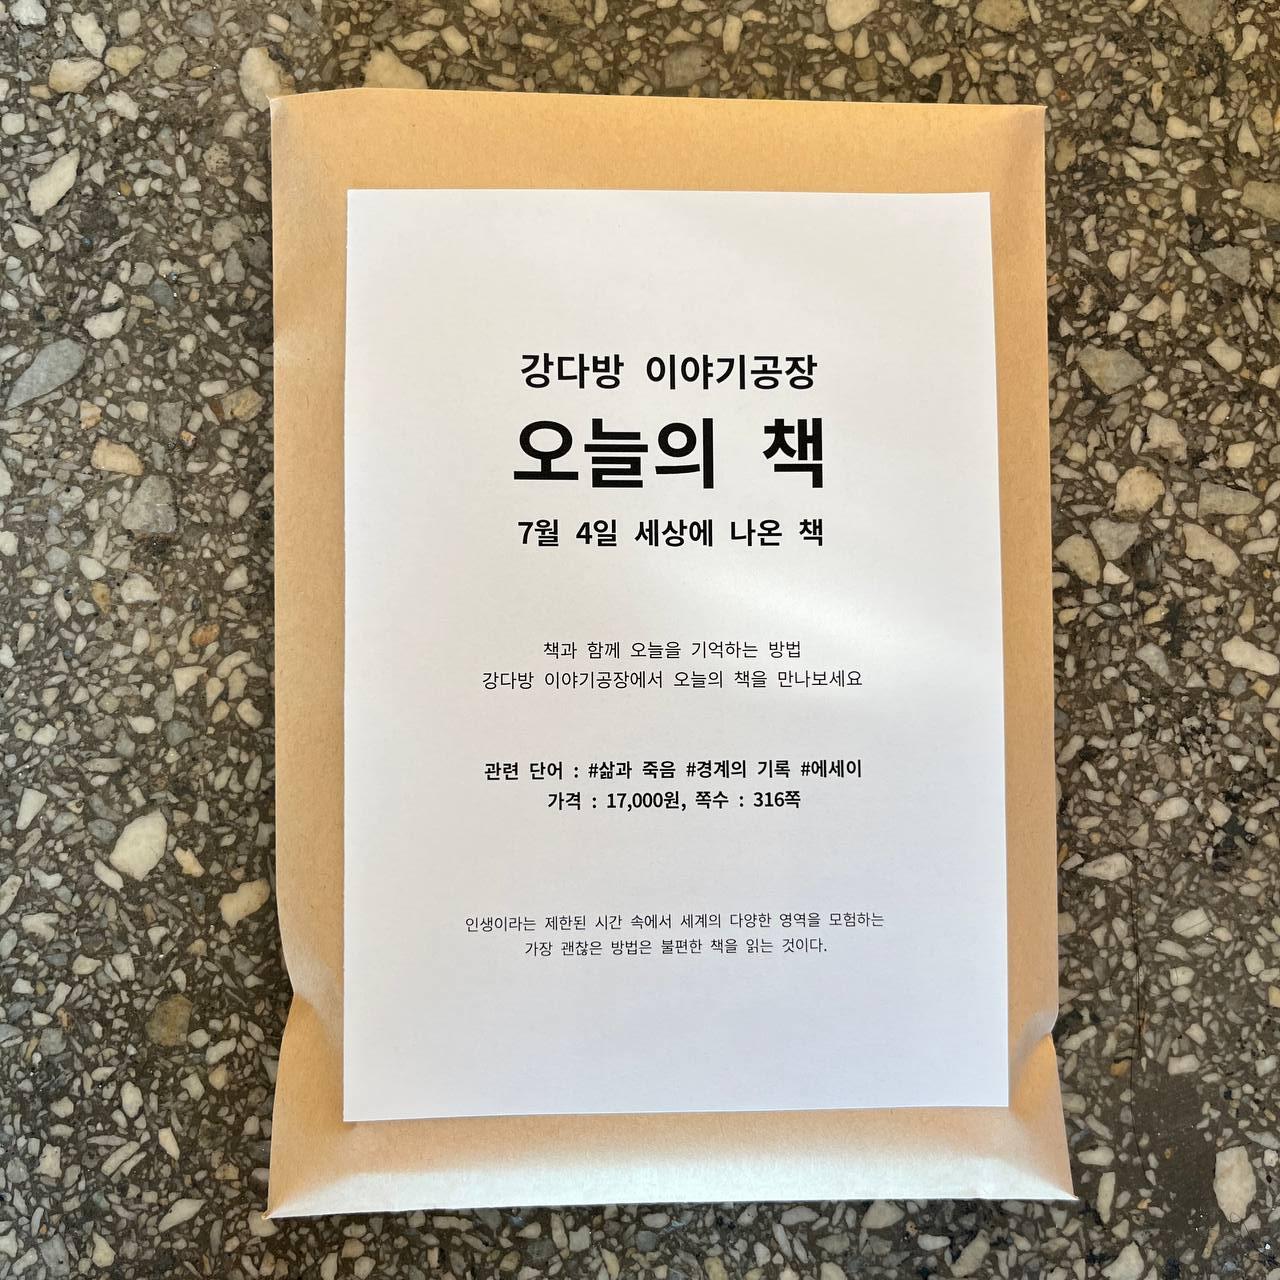 강다방 이야기공장
오늘의 책
7월 4일 세상에 나온 책
책과 함께 오늘을 기억하는 방법
강다방 이야기공장에서 오늘의 책을 만나보세요
관련 단어 : #삶과 죽음 #경계의 기록 #에세이
가격 : 17,000원, 쪽수 : 316쪽
인생이라는 제한된 시간 속에서 세계의 다양한 영역을 모험하는
가장 괜찮은 방법은 불편한 책을 읽는 것이다.